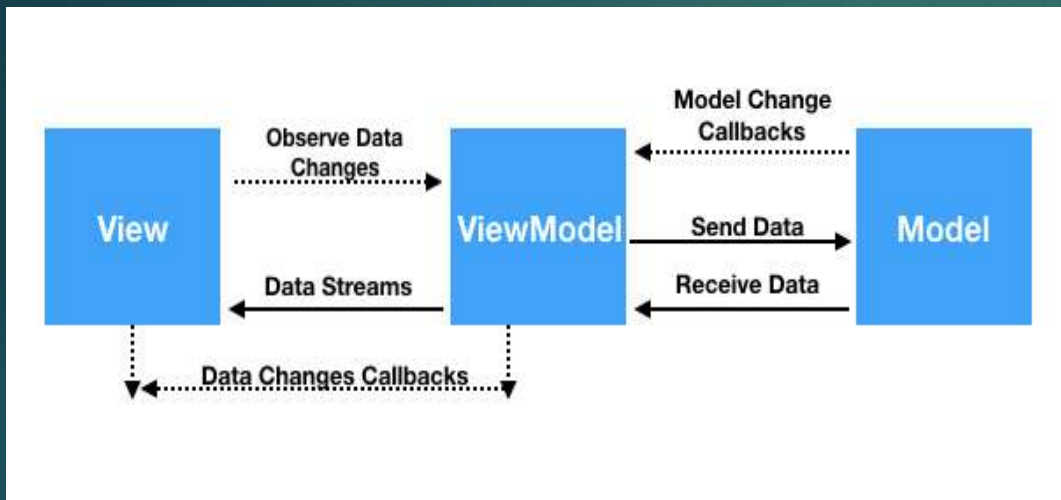 Model Change
Callbacks
Observe Data
Changes
View
ViewModel
Send Data
Model
Data Streams
Receive Data
Data Changes Callbacks